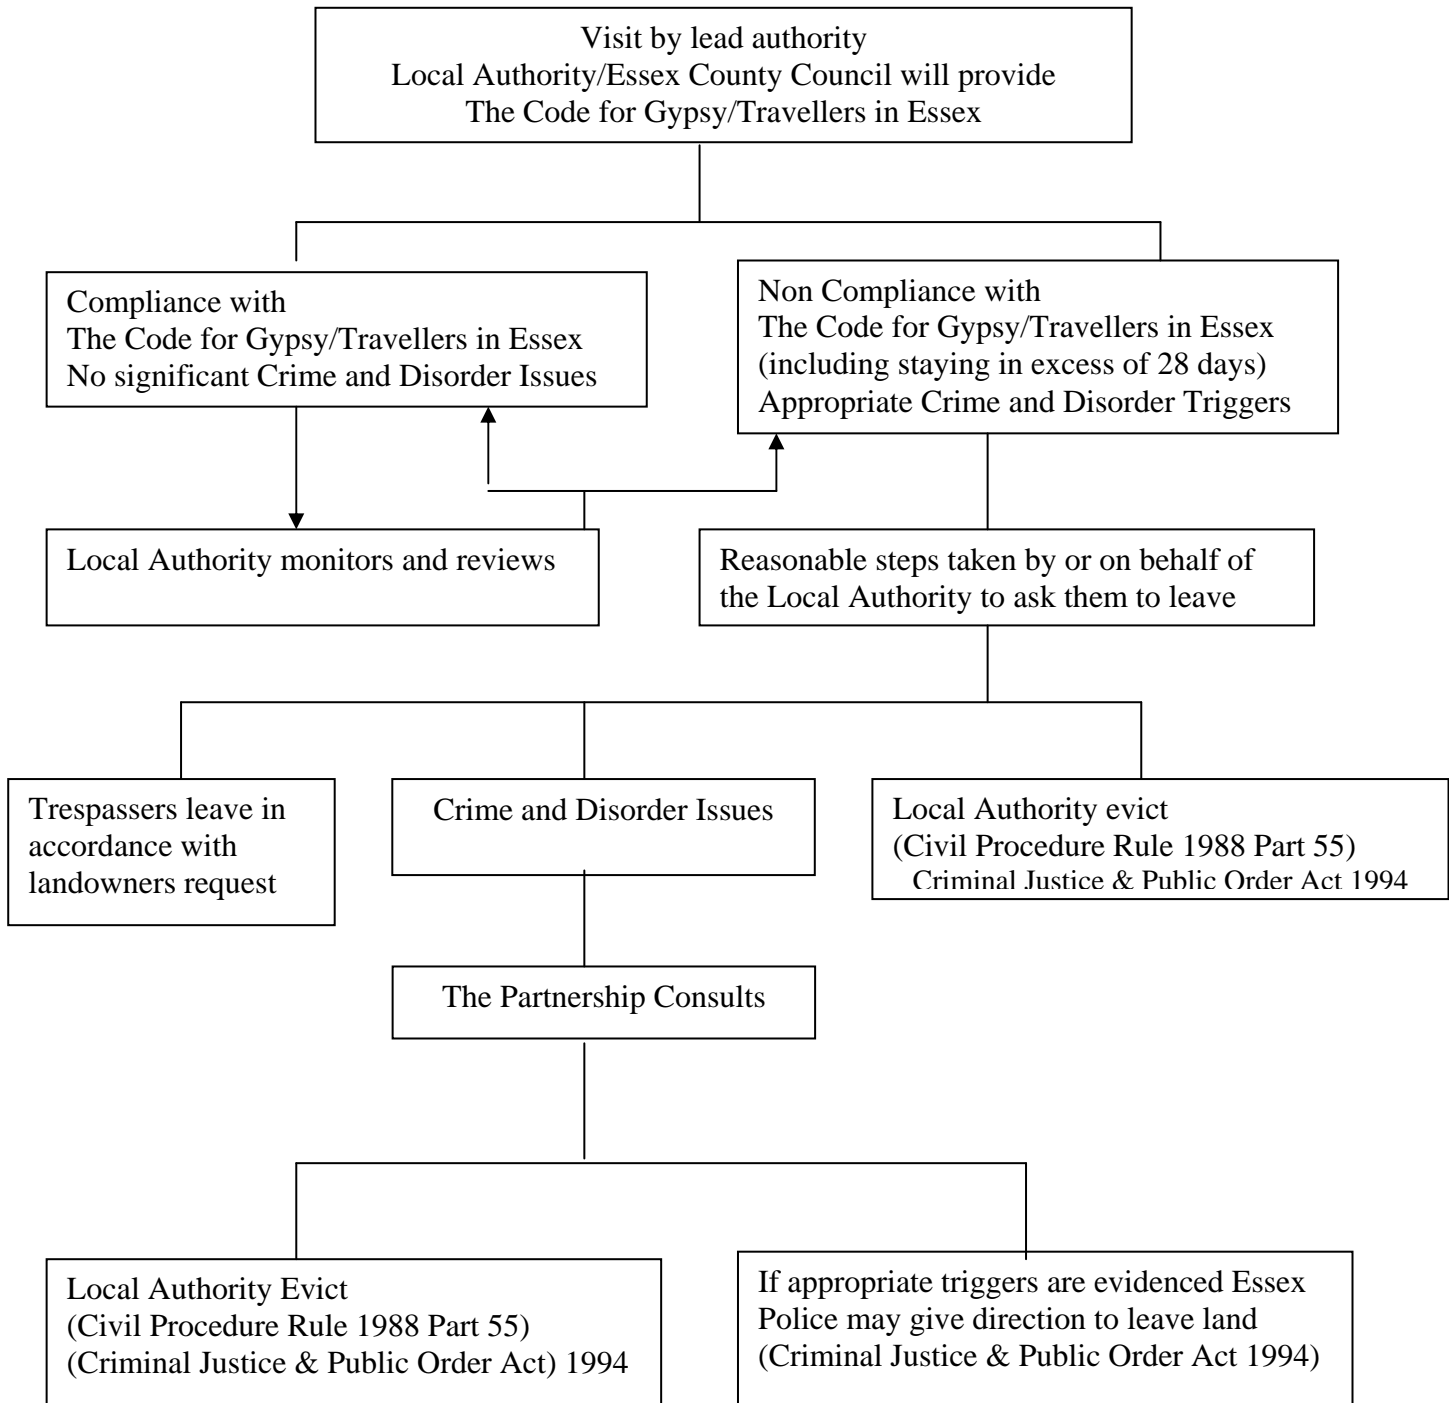 Visit by lead authority
Local Authority/Essex County Council will provide
The Code for Gypsy/Travellers in Essex
Compliance with
The Code for Gypsy/Travellers in Essex
No significant Crime and Disorder Issues
Non Compliance with
The Code for Gypsy/Travellers in Essex
(including staying in excess of 28 days)
Appropriate Crime and Disorder Triggers
Local Authority monitors and reviews
Reasonable steps taken by or on behalf of
the Local Authority to ask them to leave
Trespassers leave in
accordance with
landowners request
Crime and Disorder Issues
Local Authority evict
(Civil Procedure Rule 1988 Part 55)
Criminal Justice & Public Order Act 1994
The Partnership Consults
Local Authority Evict
(Civil Procedure Rule 1988 Part 55)
(Criminal Justice & Public Order Act) 1994
If appropriate triggers are evidenced Essex
Police may give direction to leave land
(Criminal Justice & Public Order Act 1994)